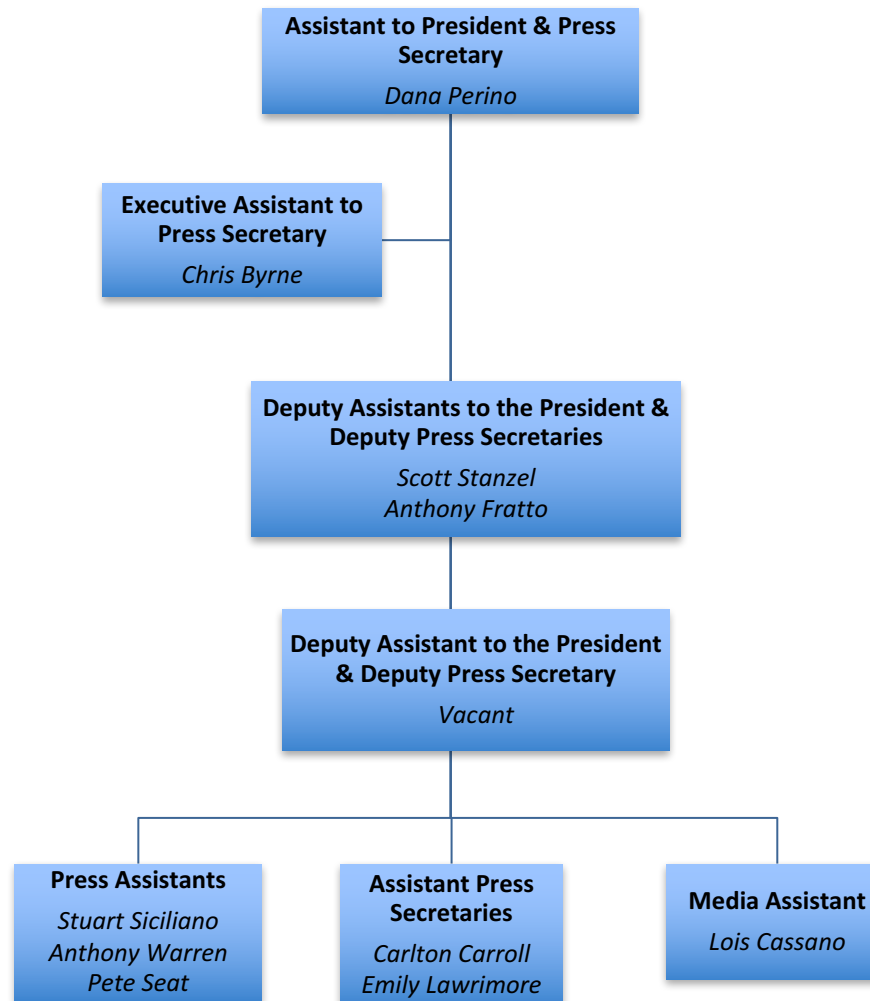 Assistant to President & Press
Secretary
Dana Perino
Executive Assistant to
Press Secretary
Chris Byrne
Deputy Assistants to the President &
Deputy Press Secretaries
Scott Stanzel
Anthony Fratto
Deputy Assistant to the President
& Deputy Press Secretary
Vacant
Press Assistants
Stuart Siciliano
Anthony Warren
Pete Seat
Assistant Press
Secretaries
Carlton Carroll
Emily Lawrimore
Media Assistant
Lois Cassano